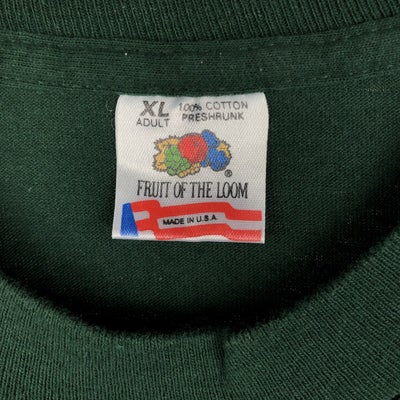 XL 100% COTTON
ADULT PRESHRUNK
®
FRUIT OF THE LOOM
MADE IN U.S.A.